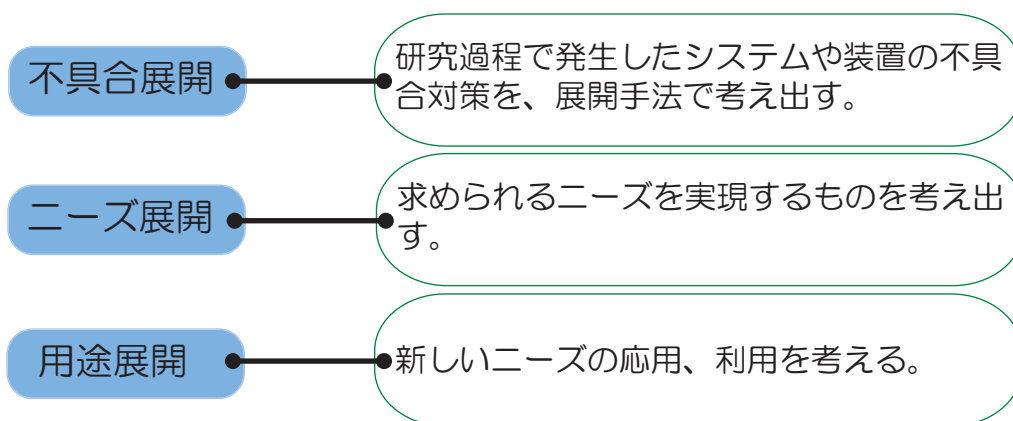 不具合展開
研究過程で発生したシステムや装置の不具
合対策を、展開手法で考え出す。
ニーズ展開
求められるニーズを実現するものを考え出
す。
用途展開
新しいニーズの応用、利用を考える。